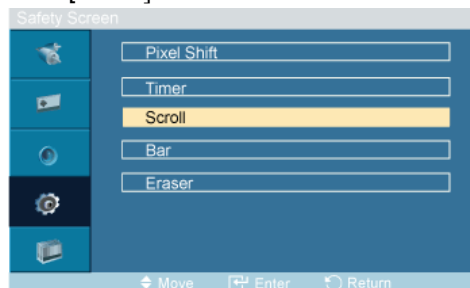 Safety Screen
Pixel Shift
Timer
Scroll
Bar
Eraser
Move Enter Return